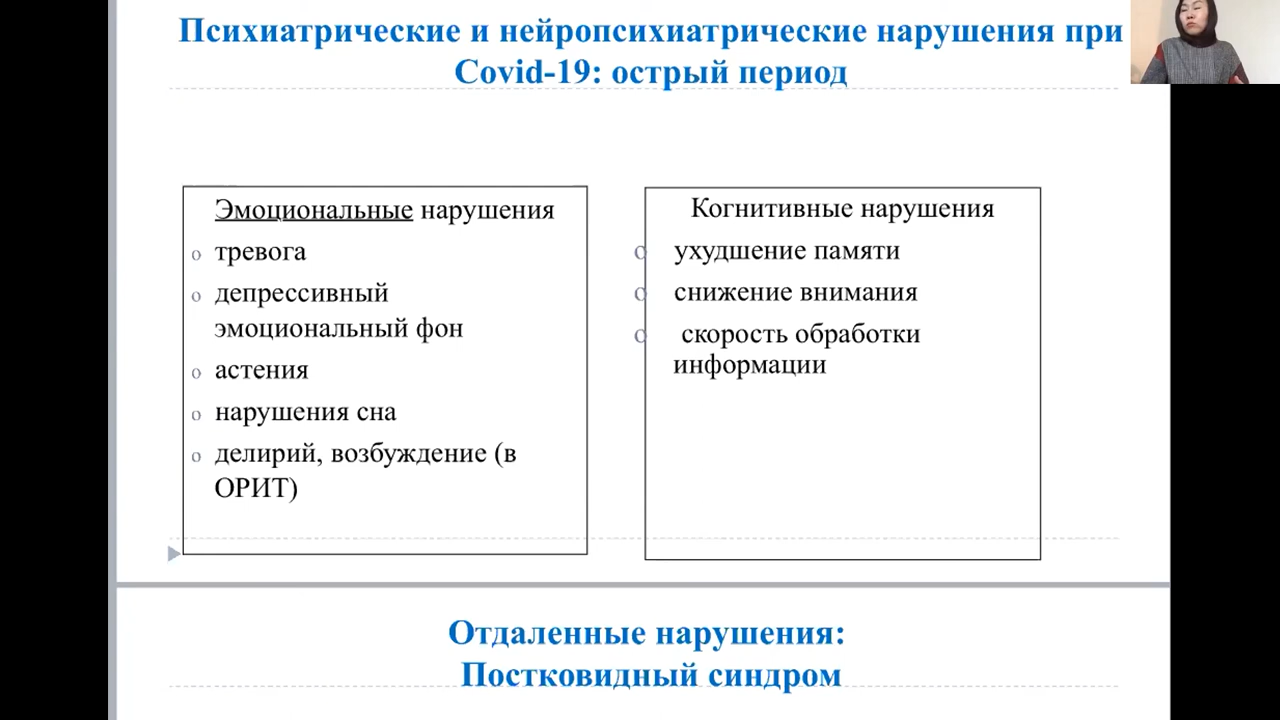 Психиатрические и нейропсихиатрические нарушения при
Covid-19: острый период
Эмоциональные нарушения
o тревога
o депрессивный
эмоциональный фон
o астения
o нарушения сна
o делирий, возбуждение (в
ОРИТ)
Когнитивные нарушения
o ухудшение памяти
o снижение внимания
o скорость обработки
информации
Отдаленные нарушения:
Постковидный синдром